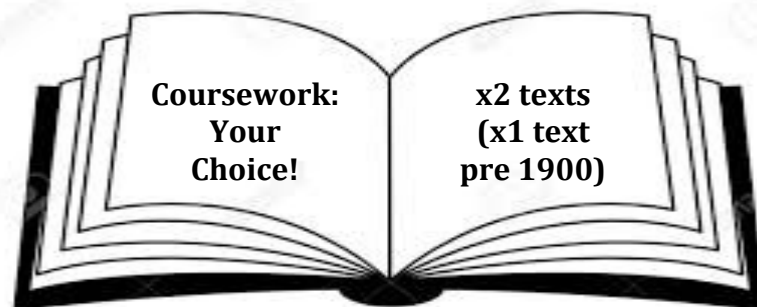 Coursework:
Your
Choice!
x2 texts
(x1 text
pre 1900)